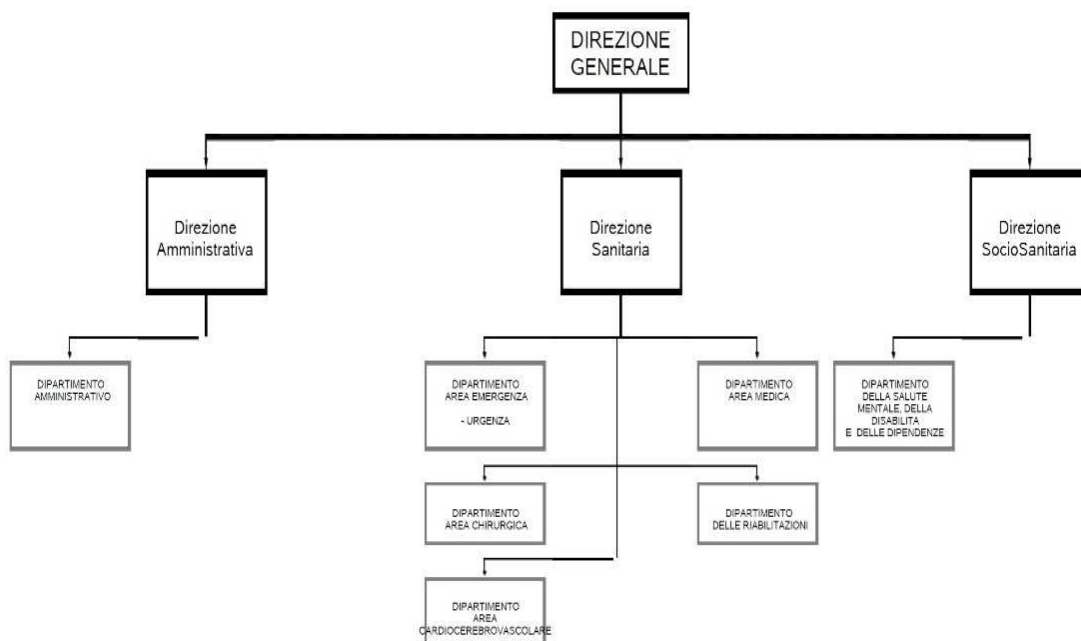 DIREZIONE
GENERALE
Direzione
Amministrativa
Direzione
Sanitaria
Direzione
SocioSanitaria
DIPARTIMENTO
AMMINISTRATIVO
DIPARTIMENTO
AREA EMERGENZA
- URGENZA
DIPARTIMENTO
AREA MEDICA
DIPARTIMENTO
DELLA SALUTE
MENTALE, DELLA
DISABILITA
E DELLE DIPENDENZE
DIPARTIMENTO
AREA CHIRURGICA
DIPARTIMENTO
DELLE RIABILITAZIONI
DIPARTIMENTO
AREA
CARDIOCEREBROVASCOLARE